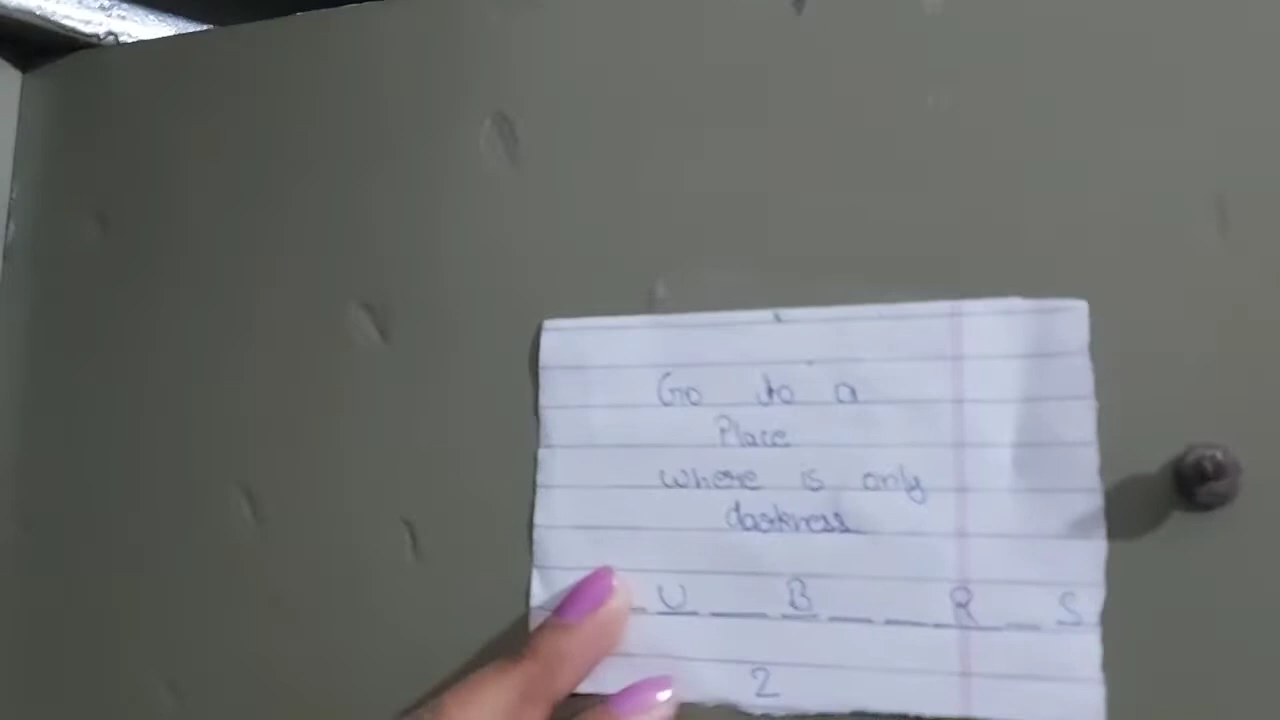 Go to a
Place
where is only
darkness
_ U _ B _ _ R _ S
2